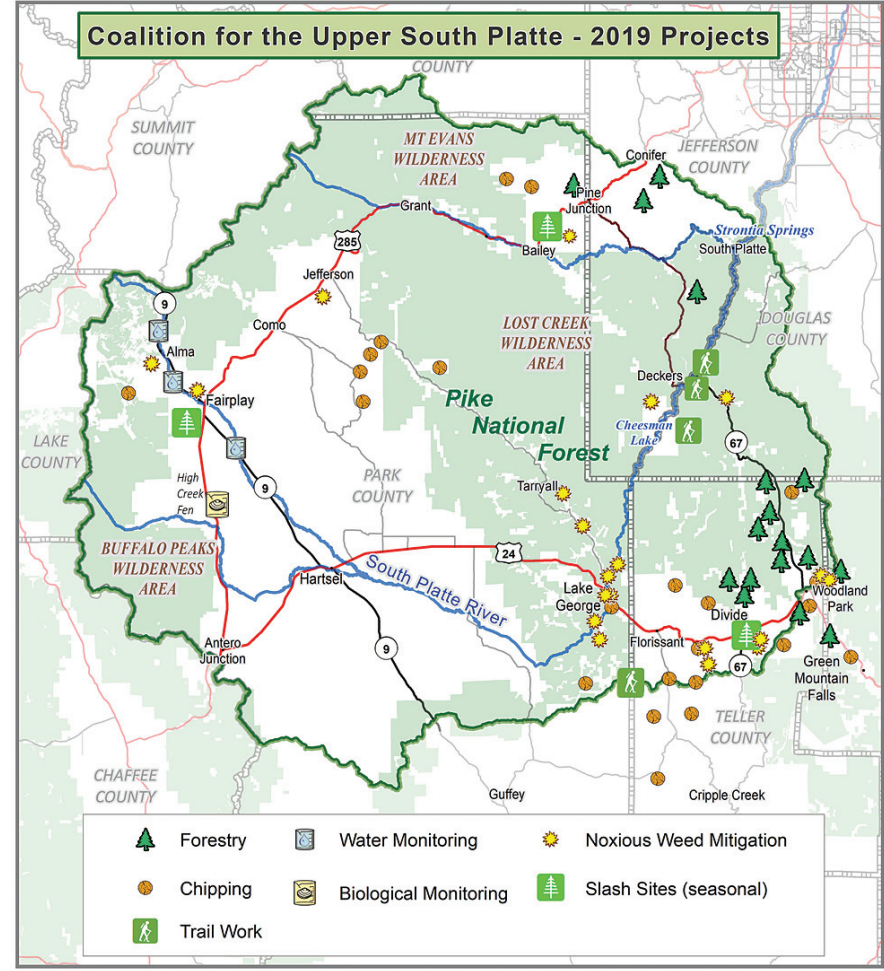 Coalition for the Upper South Platte - 2019 Projects
COUNTY
SUMMIT
COUNTY
MT EVANS
WILDERNESS
AREA
Conifer
JEFFERSON
COUNTY
Pine
Junction
Grant
285
Bailey
Strontia Springs
South Platte
Jefferson
9
Como
LOST CREEK
WILDERNESS
AREA
DOUGLAS
COUNTY
Alma
Fairplay
Deckers
Pike
National
Forest
Cheesman
Lake
67
LAKE
COUNTY
High
Creek
Fen
9
PARK
COUNTY
Tarryall
BUFFALO PEAKS
WILDERNESS
AREA
24
Hartsel
South Platte River
Lake
George
Woodland
Park
Divide
Antero
Junction
9
Florissant
67
Green
Mountain
Falls
TELLER
COUNTY
CHAFFEE
COUNTY
Guffey
Cripple Creek
Forestry
Water Monitoring
Noxious Weed Mitigation
Chipping
Biological Monitoring
Slash Sites (seasonal)
Trail Work